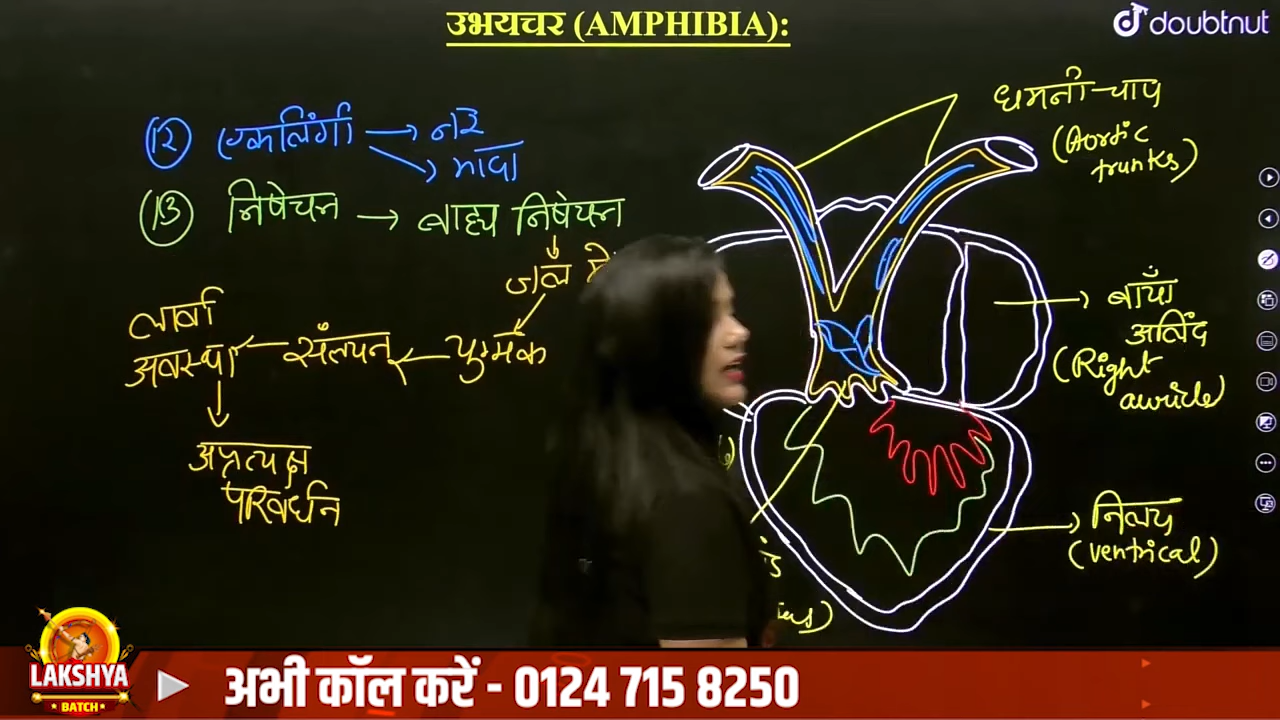 उभयचर (AMPHIBIA):
doubtnut
12 एकलिंगी → नर
→ मादा
13 निषेचन → बाह्य निषेचन
जल में
युग्मक
संलयन
लार्वा
अवस्था
अप्रत्यक्ष
परिवर्धन
धमनी-चाप
(Aortic
trunks)
बायाँ
अलिंद
(Right
auricle)
निलय
(ventrical)
LAKSHYA
BATCH
अभी कॉल करें - 0124 715 8250